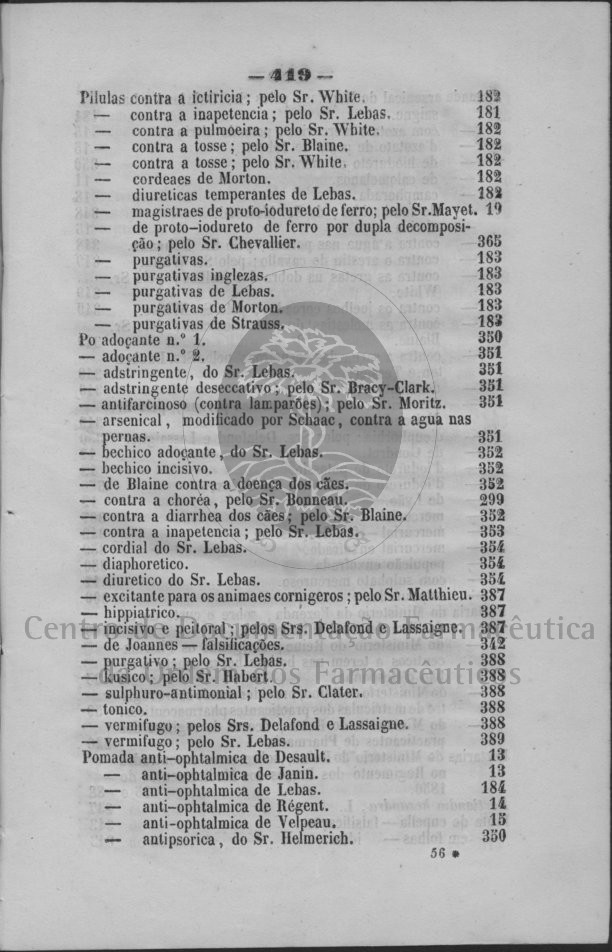 — 419 —
Pilulas contra a ictiricia; pelo Sr. White. 182
— contra a inapetencia; pelo Sr. Lebas. 181
— contra a pulmoeira; pelo Sr. White. 182
— contra a tosse; pelo Sr. Blaine. 182
— contra a tosse; pelo Sr. White. 182
— cordeaes de Morton. 182
— diureticas temperantes de Lebas. 182
— magistraes de proto-iodureto de ferro; pelo Sr. Mayet. 19
— de proto-iodureto de ferro por dupla decomposi-
ção; pelo Sr. Chevallier. 365
— purgativas. 183
— purgativas inglezas. 183
— purgativas de Lebas. 183
— purgativas de Morton. 183
— purgativas de Strauss. 183
Po adoçante n.º 1. 350
— adoçante n.º 2. 351
— adstringente, do Sr. Lebas. 351
— adstringente deseccativo; pelo Sr. Bracy-Clark. 351
— antifarcinoso (contra lamparões); pelo Sr. Moritz. 351
— arsenical, modificado por Schaac, contra a agua nas
pernas. 351
— bechico adoçante, do Sr. Lebas. 352
— bechico incisivo. 352
— de Blaine contra a doença dos cães. 352
— contra a choréa, pelo Sr. Bonneau. 299
— contra a diarrhea dos cães; pelo Sr. Blaine. 352
— contra a inapetencia; pelo Sr. Lebas. 353
— cordial do Sr. Lebas. 354
— diaphoretico. 354
— diuretico do Sr. Lebas. 354
— excitante para os animaes cornigeros; pelo Sr. Matthieu. 387
— hippiatrico. 387
— incisivo e peitoral; pelos Srs. Delafond e Lassaigne. 387
— de Joannes — falsificações. 342
— purgativo; pelo Sr. Lebas. 388
— kusico; pelo Sr. Habert. 388
— sulphuro-antimonial; pelo Sr. Clater. 388
— tonico. 388
— vermifugo; pelos Srs. Delafond e Lassaigne. 388
— vermifugo; pelo Sr. Lebas. 389
Pomada anti-ophtalmica de Desault. 13
— anti-ophtalmica de Janin. 13
— anti-ophtalmica de Lebas. 184
— anti-ophtalmica de Régent. 14
— anti-ophtalmica de Velpeau. 15
— antipsorica, do Sr. Helmerich. 350
56 *